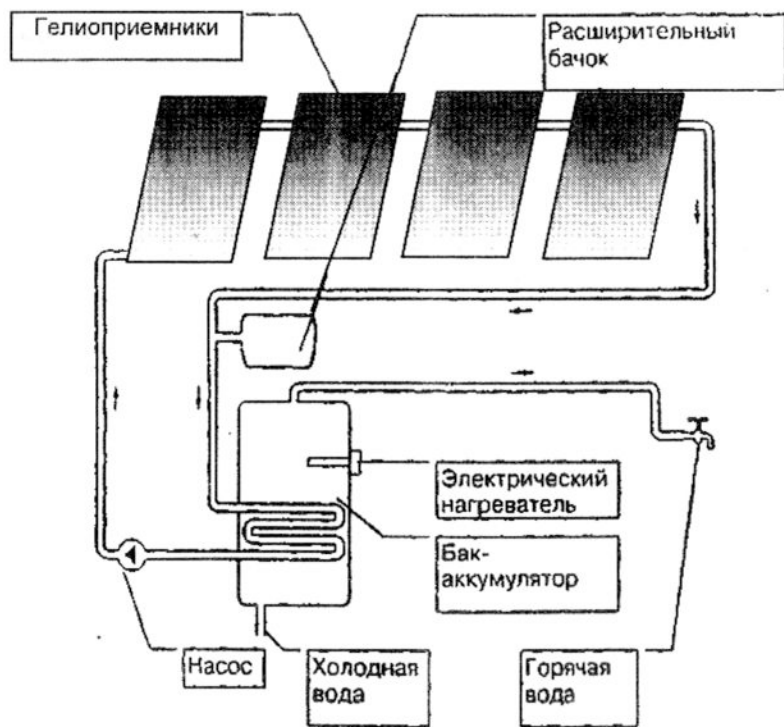 Гелиоприемники
Расширительный
бачок
Электрический
нагреватель
Бак-
аккумулятор
Насос
Холодная
вода
Горячая
вода